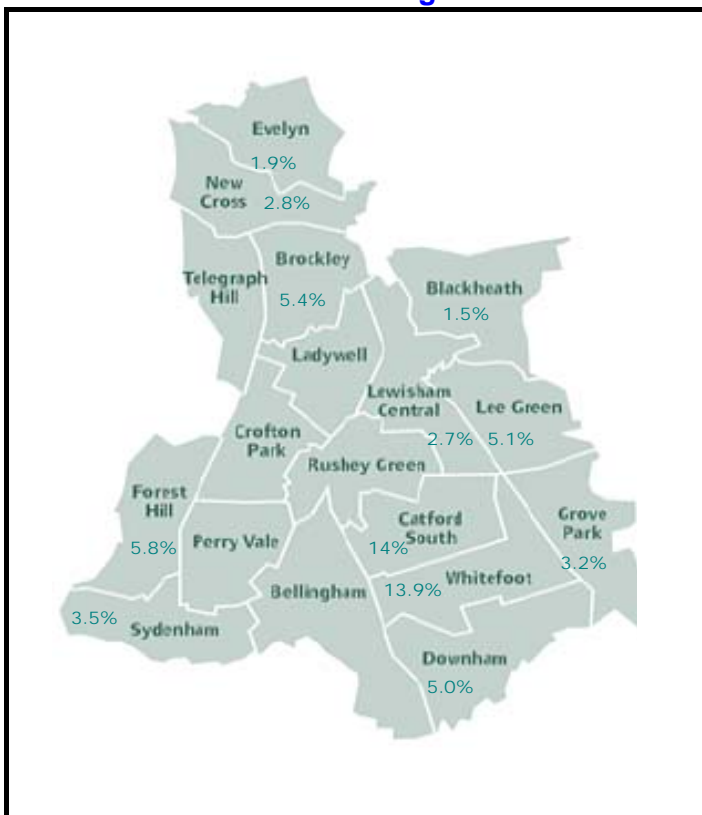 Evelyn
1.9%
New
Cross 2.8%
Brockley
5.4%
Telegraph
Hill
Blackheath
1.5%
Ladywell
Lewisham
Central
2.7%
Lee Green
5.1%
Crofton
Park
Rushey Green
Forest
Hill
5.8%
Perry Vale
Catford
South
14%
Grove
Park
3.2%
Bellingham
13.9% Whitefoot
3.5% Sydenham
Downham
5.0%